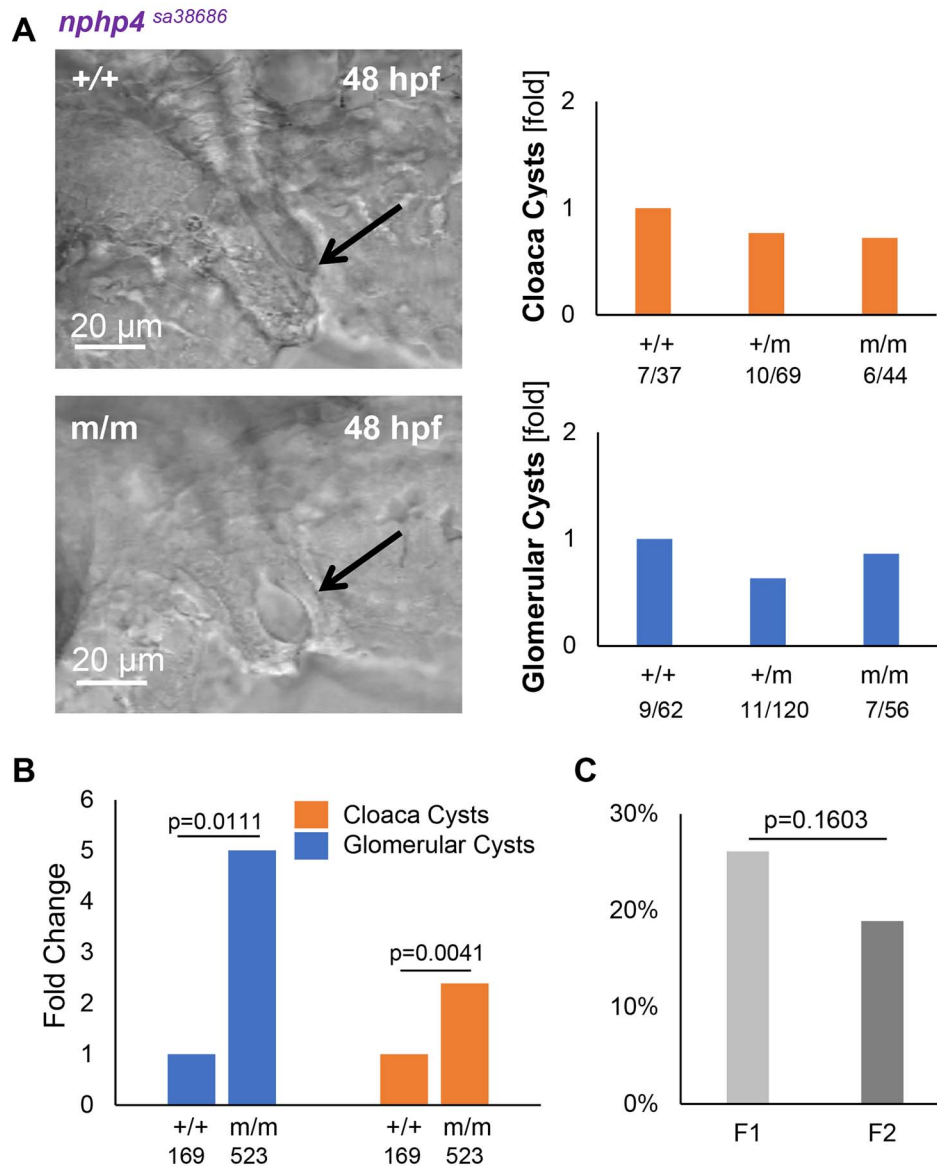 nphp4 sa38686
A
+/+ 48 hpf
20 µm
m/m 48 hpf
20 µm
Cloaca Cysts [fold]
2
1
0
+/+ +/m m/m
7/37 10/69 6/44
Glomerular Cysts [fold]
2
1
0
+/+ +/m m/m
9/62 11/120 7/56
B
Fold Change
6
5
4
3
2
1
0
p=0.0111
Cloaca Cysts
Glomerular Cysts
p=0.0041
+/+ m/m +/+ m/m
169 523 169 523
C
30%
20%
10%
0%
p=0.1603
F1 F2